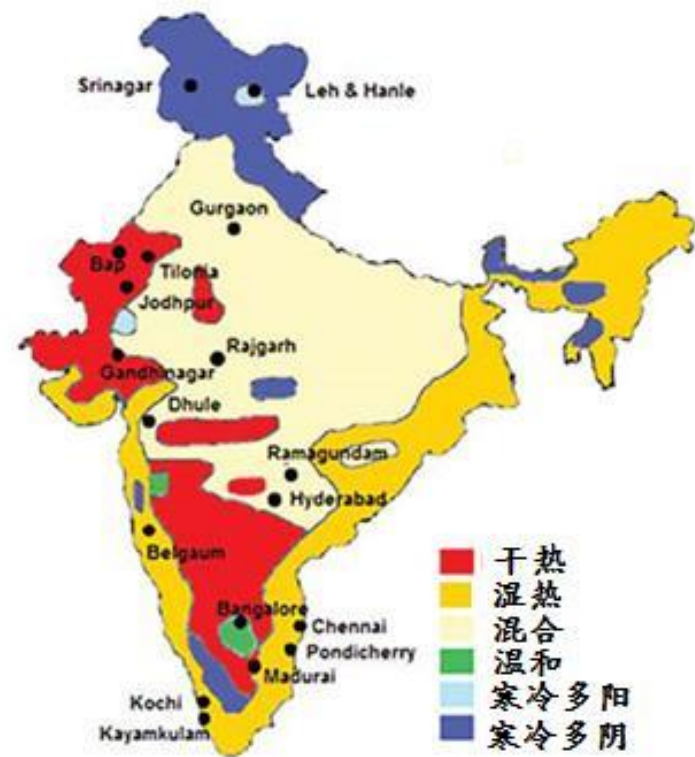 Srinagar
Leh & Hanle
Gurgaon
Bap
Tilonia
Jodhpur
Rajgarh
Gandhinagar
Dhule
Ramagundam
Hyderabad
Belgaum
Bangalore
Chennai
Pondicherry
Madurai
Kochi
Kayamkulam
干热
湿热
混合
温和
寒冷多阳
寒冷多阴